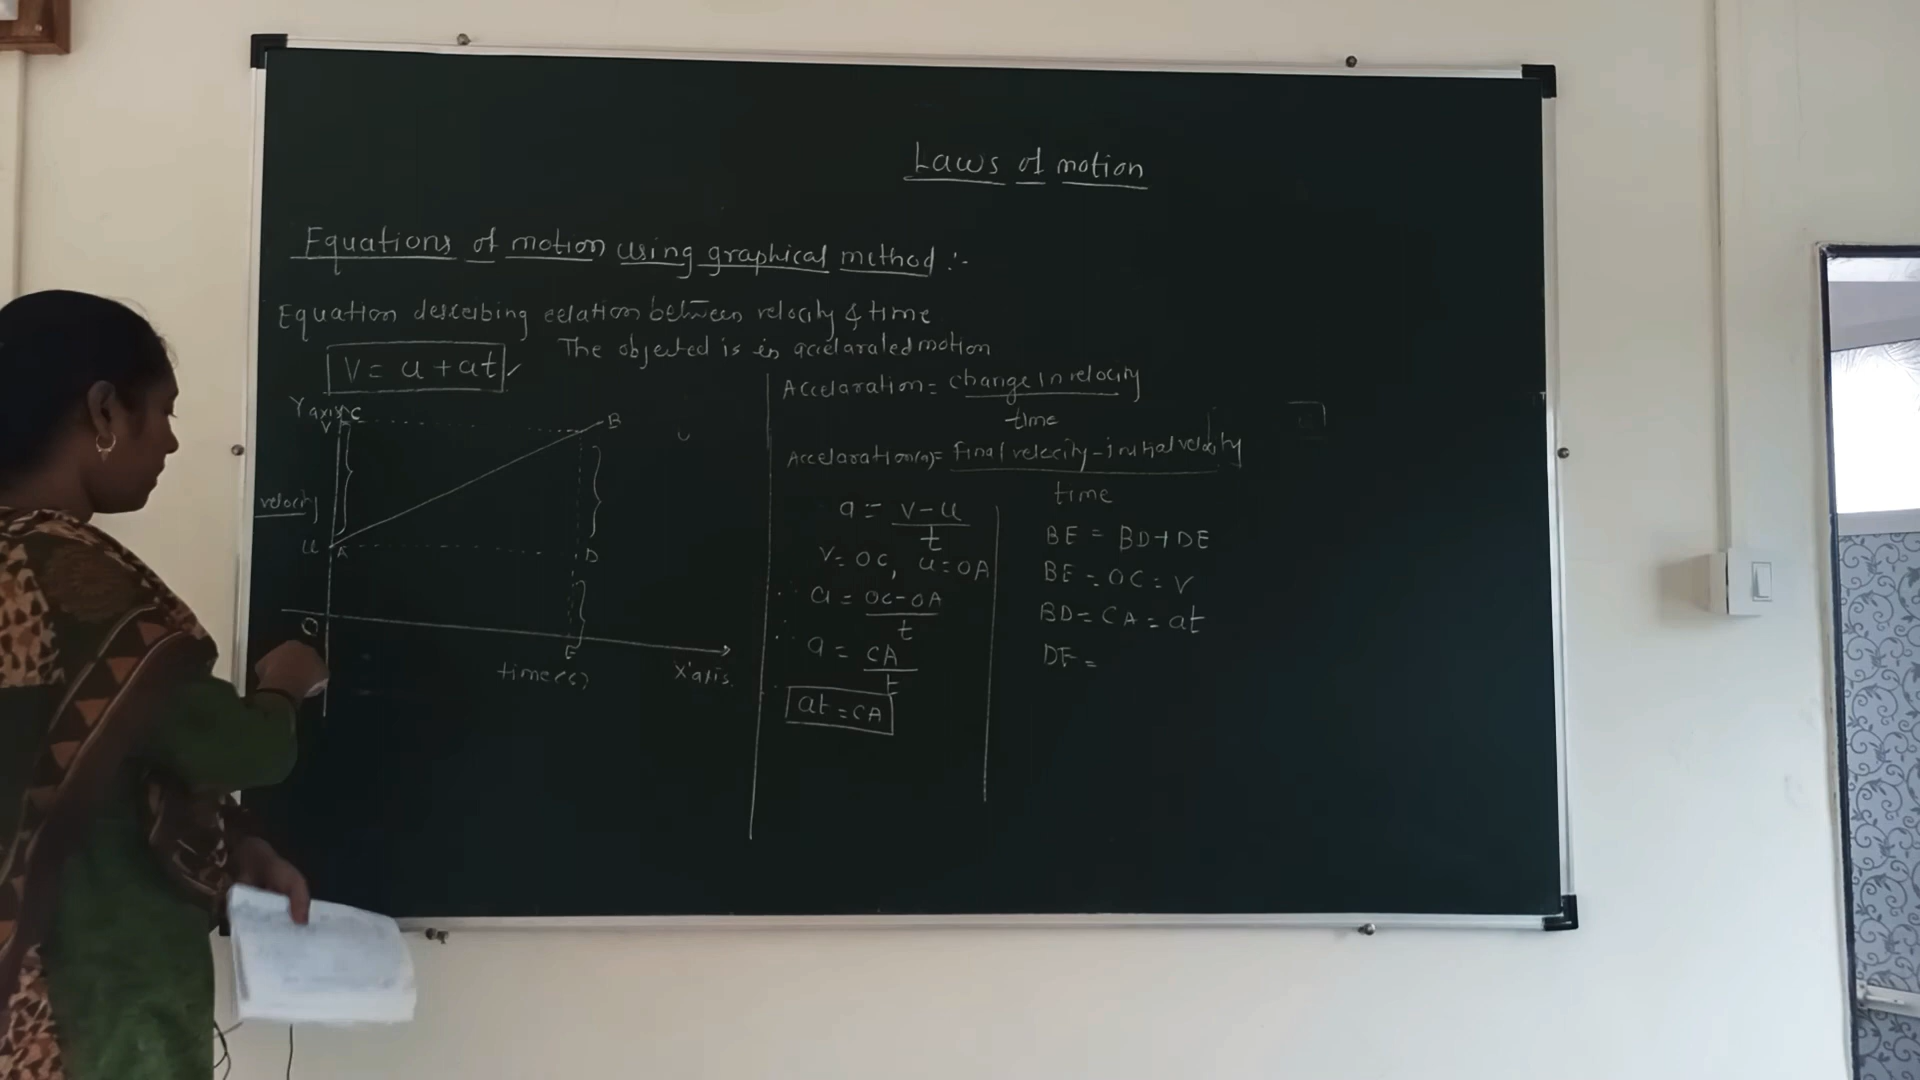 Laws of motion
Equations of motion using graphical method :-
Equation describing relation between velocity & time
The objected is in accelarated motion
V = u + at
Y axis
C
V
B
velocity
u
A
D
O
E
time(t)
X axis
Accelaration = change in velocity
time
Accelaration(a) = final velocity - initial velocity
time
a = V - u
t
V = OC, u = OA
∴ a = OC - OA
t
∴ a = CA
t
at = CA
BE = BD + DE
BE = OC = V
BD = CA = at
DE =